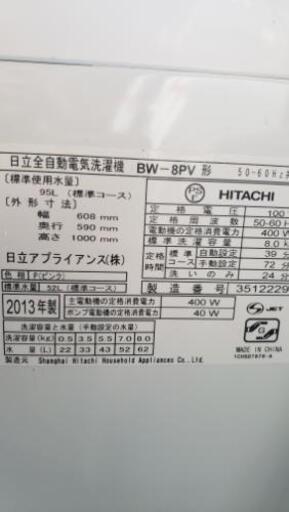 日立全自動電気洗濯機 BW-8PV 形 50-60Hz
〔標準使用水量〕
95L (標準コース)
〔外形寸法〕
幅 608 mm
奥行 590 mm
高さ 1000 mm
日立アプライアンス(株)
PSE HITACHI
定格電圧 100
定格周波数 50-60 H
定格消費電力 400 W
標準洗濯容量 8.0 k
定格時間 標準コース 自動設定 39 分
手動設定 72 分
洗いのみ 24 分
色相 P(ピンク)
標準水量 52L (標準コース)
製造番号 3512229
2013年製
主電動機の定格消費電力 400 W
ポンプ電動機の定格消費電力 40 W
S JET
洗濯容量と水量 (手動設定の水量)
洗濯容量(kg) 0.5 3.5 5.5 7.0 8.0
水量 (L) 22 33 43 52 62
製造元 Shanghai Hitachi Household Appliances Co., Ltd.
MADE IN CHINA